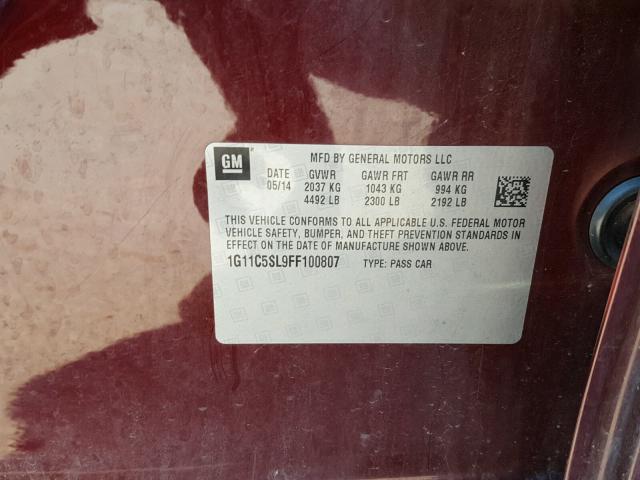 GM
MFD BY GENERAL MOTORS LLC
DATE GVWR GAWR FRT GAWR RR
05/14 2037 KG 1043 KG 994 KG
4492 LB 2300 LB 2192 LB
THIS VEHICLE CONFORMS TO ALL APPLICABLE U.S. FEDERAL MOTOR
VEHICLE SAFETY, BUMPER, AND THEFT PREVENTION STANDARDS IN
EFFECT ON THE DATE OF MANUFACTURE SHOWN ABOVE.
1G11C5SL9FF100807 TYPE: PASS CAR